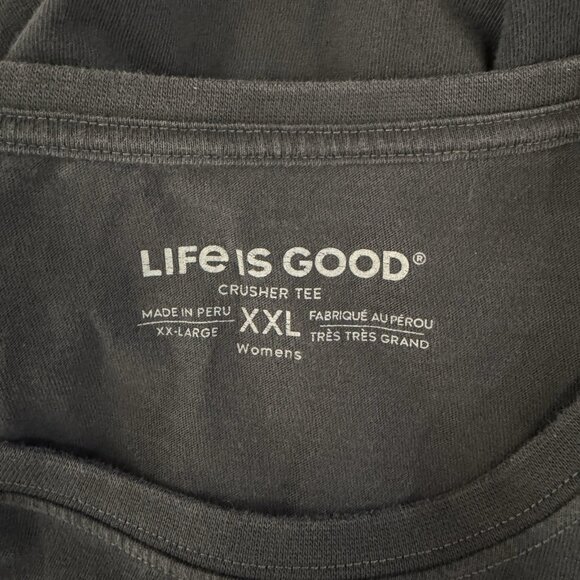 LIFe IS GOOD®
CRUSHER TEE
MADE IN PERU
XX-LARGE
XXL
FABRIQUÉ AU PÉROU
TRÈS TRÈS GRAND
Womens